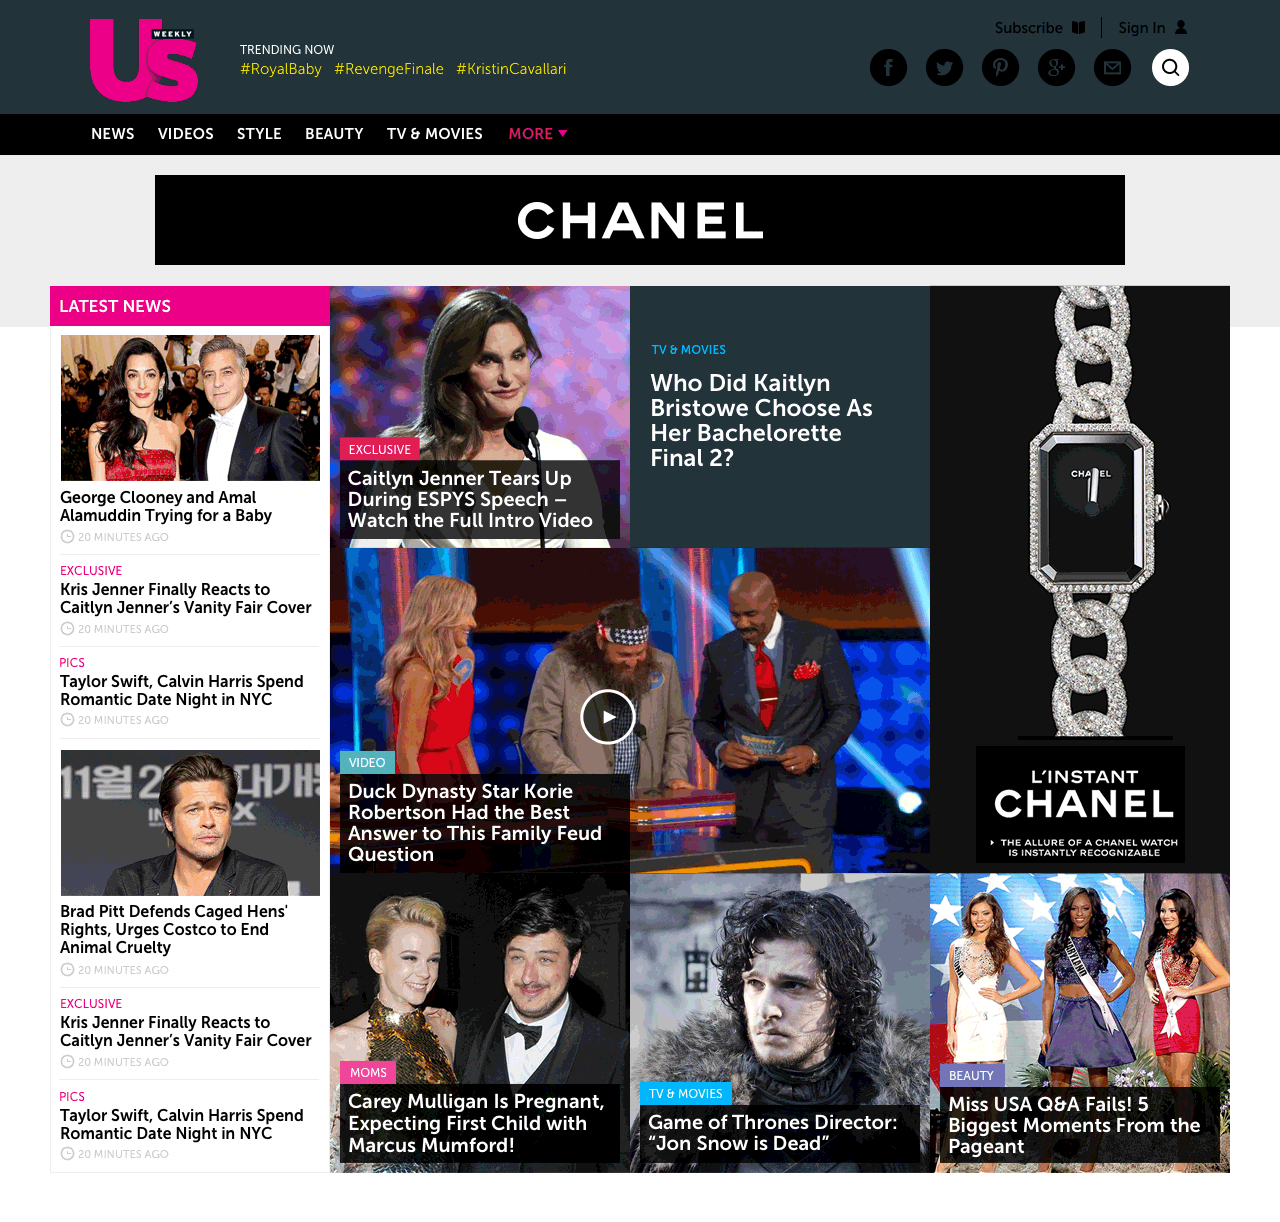 Us
WEEKLY
TRENDING NOW
#RoyalBaby #RevengeFinale #KristinCavallari
Subscribe
Sign In
NEWS VIDEOS STYLE BEAUTY TV & MOVIES MORE
CHANEL
LATEST NEWS
George Clooney and Amal
Alamuddin Trying for a Baby
20 MINUTES AGO
EXCLUSIVE
Kris Jenner Finally Reacts to
Caitlyn Jenner’s Vanity Fair Cover
20 MINUTES AGO
PICS
Taylor Swift, Calvin Harris Spend
Romantic Date Night in NYC
20 MINUTES AGO
11월 2
대개
Brad Pitt Defends Caged Hens'
Rights, Urges Costco to End
Animal Cruelty
20 MINUTES AGO
EXCLUSIVE
Kris Jenner Finally Reacts to
Caitlyn Jenner’s Vanity Fair Cover
20 MINUTES AGO
PICS
Taylor Swift, Calvin Harris Spend
Romantic Date Night in NYC
20 MINUTES AGO
EXCLUSIVE
Caitlyn Jenner Tears Up
During ESPYS Speech –
Watch the Full Intro Video
TV & MOVIES
Who Did Kaitlyn
Bristowe Choose As
Her Bachelorette
Final 2?
VIDEO
Duck Dynasty Star Korie
Robertson Had the Best
Answer to This Family Feud
Question
CHANEL
L’INSTANT
CHANEL
THE ALLURE OF A CHANEL WATCH
IS INSTANTLY RECOGNIZABLE
MOMS
Carey Mulligan Is Pregnant,
Expecting First Child with
Marcus Mumford!
TV & MOVIES
Game of Thrones Director:
“Jon Snow is Dead”
MARYLAND
BEAUTY
Miss USA Q&A Fails! 5
Biggest Moments From the
Pageant